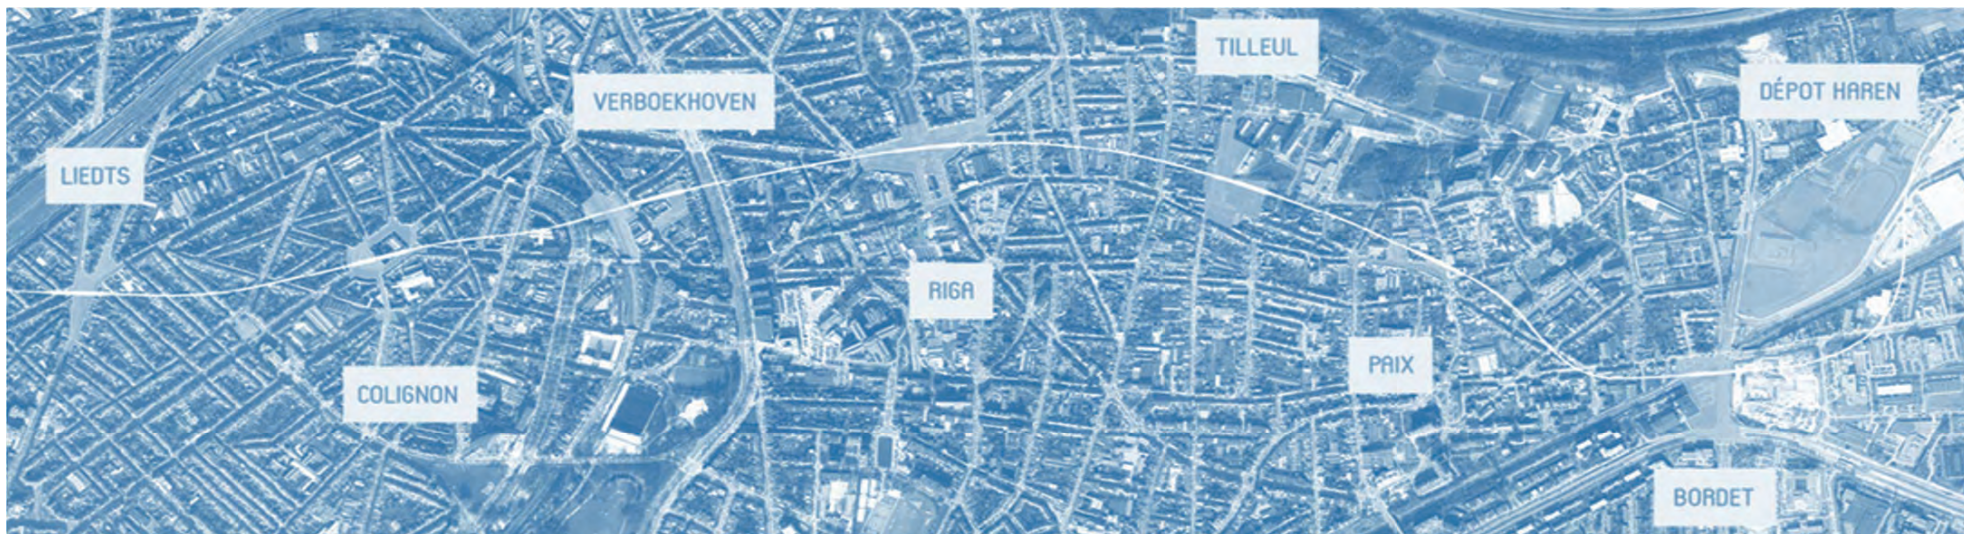 LIEDTS
COLIGNON
VERBOEKHOVEN
RIGA
TILLEUL
PAIX
BORDET
DÉPOT HAREN